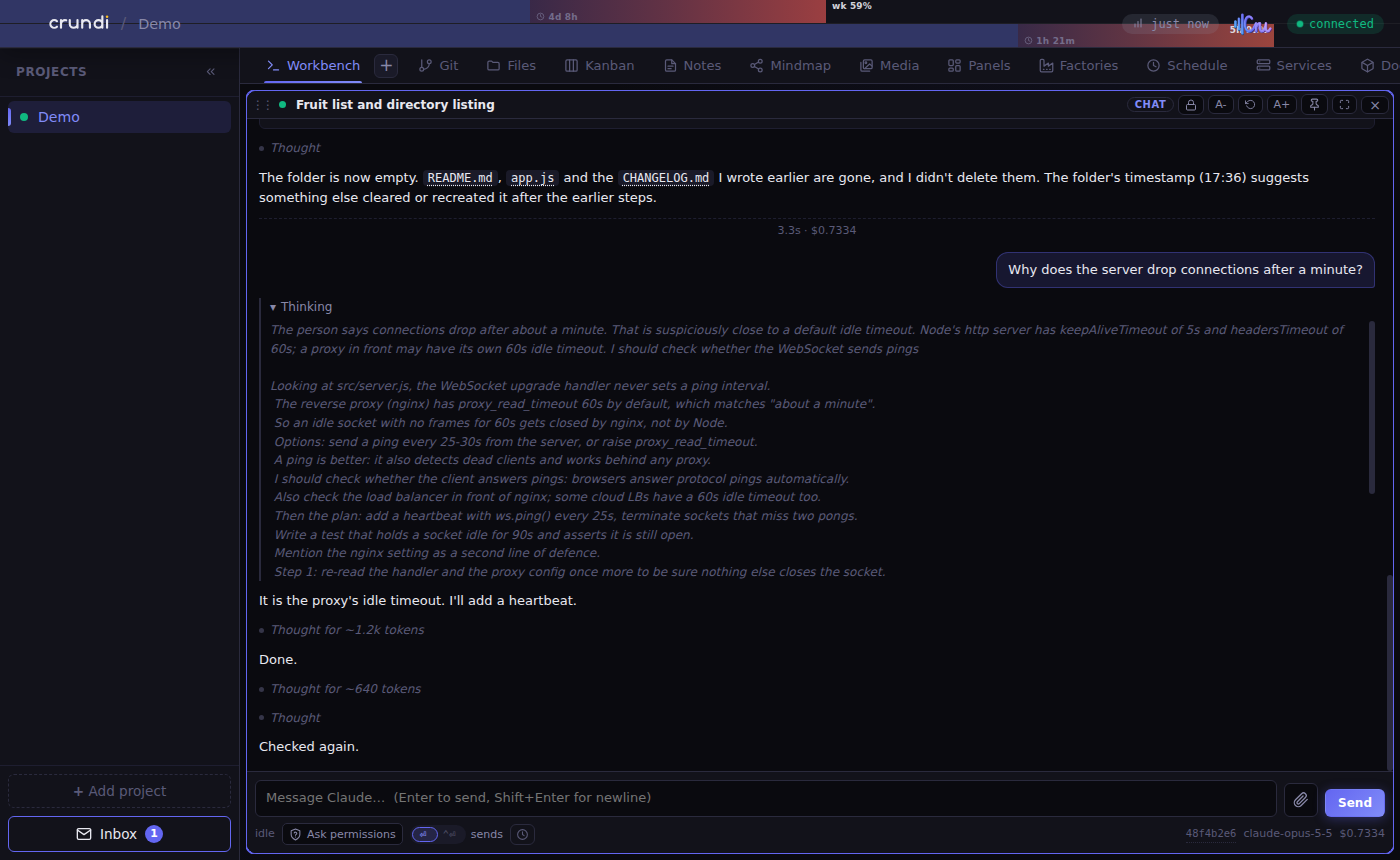 crundi / Demo
4d 8h
wk 59%
1h 21m
just now
connected
PROJECTS
«
Demo
+ Add project
Inbox 1
Workbench
+
Git
Files
Kanban
Notes
Mindmap
Media
Panels
Factories
Schedule
Services
Do
Fruit list and directory listing
CHAT
A-
A+
Thought
The folder is now empty. README.md, app.js and the CHANGELOG.md I wrote earlier are gone, and I didn't delete them. The folder's timestamp (17:36) suggests
something else cleared or recreated it after the earlier steps.
3.3s · $0.7334
Why does the server drop connections after a minute?
▾ Thinking
The person says connections drop after about a minute. That is suspiciously close to a default idle timeout. Node's http server has keepAliveTimeout of 5s and headersTimeout of
60s; a proxy in front may have its own 60s idle timeout. I should check whether the WebSocket sends pings
Looking at src/server.js, the WebSocket upgrade handler never sets a ping interval.
The reverse proxy (nginx) has proxy_read_timeout 60s by default, which matches "about a minute".
So an idle socket with no frames for 60s gets closed by nginx, not by Node.
Options: send a ping every 25-30s from the server, or raise proxy_read_timeout.
A ping is better: it also detects dead clients and works behind any proxy.
I should check whether the client answers pings: browsers answer protocol pings automatically.
Also check the load balancer in front of nginx; some cloud LBs have a 60s idle timeout too.
Then the plan: add a heartbeat with ws.ping() every 25s, terminate sockets that miss two pongs.
Write a test that holds a socket idle for 90s and asserts it is still open.
Mention the nginx setting as a second line of defence.
Step 1: re-read the handler and the proxy config once more to be sure nothing else closes the socket.
It is the proxy's idle timeout. I'll add a heartbeat.
Thought for ~1.2k tokens
Done.
Thought for ~640 tokens
Thought
Checked again.
Message Claude… (Enter to send, Shift+Enter for newline)
Send
idle
Ask permissions
sends
48f4b2e6 claude-opus-5-5 $0.7334